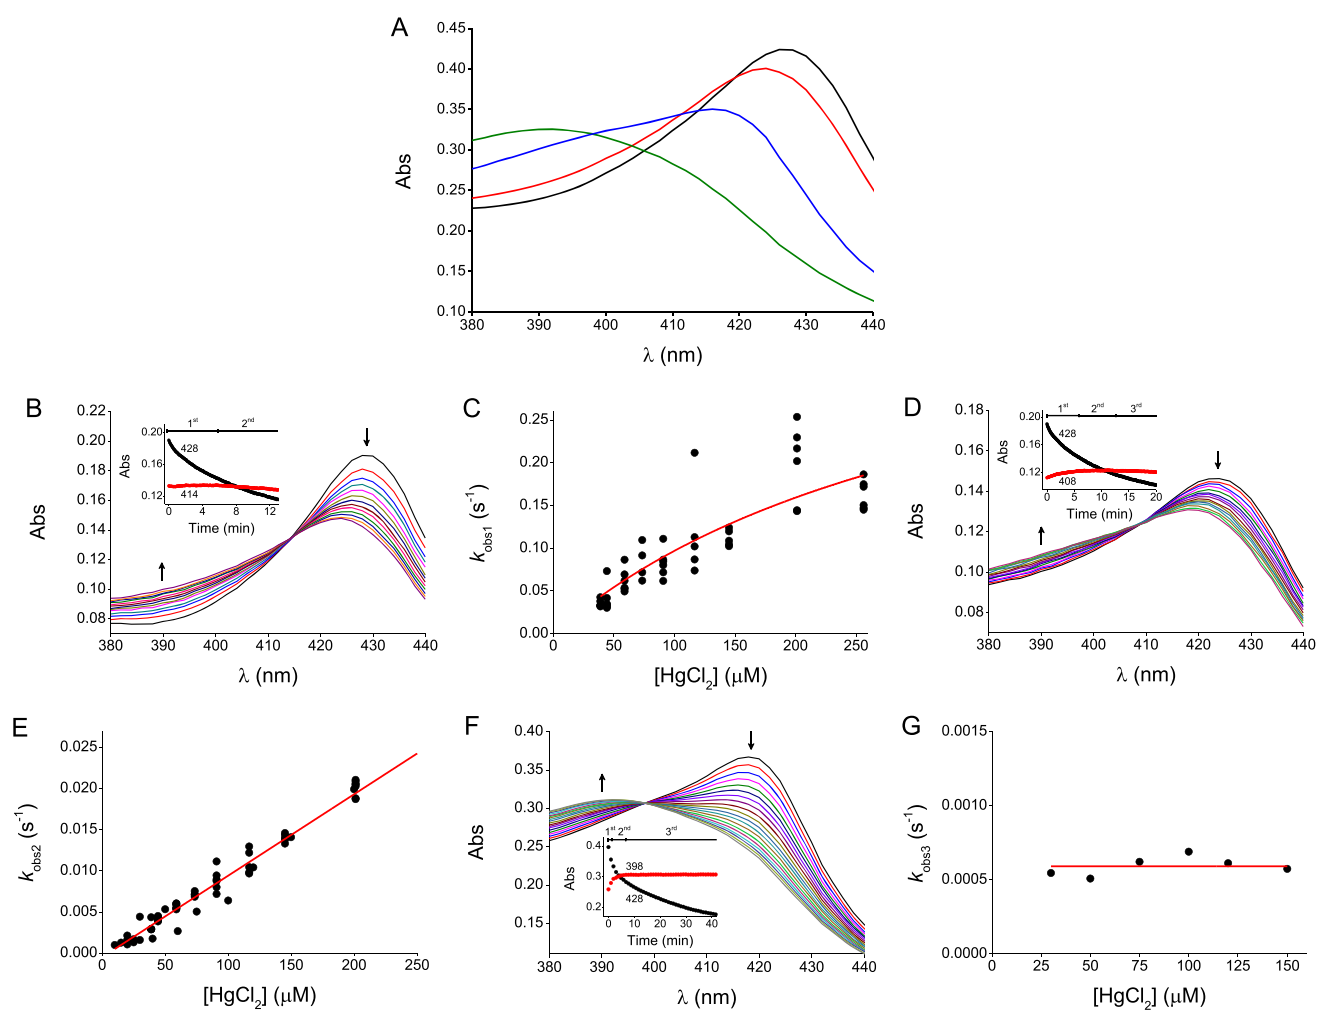 A
0.45
0.40
0.35
0.30
0.25
0.20
0.15
0.10
Abs
380 390 400 410 420 430 440
λ (nm)
B
0.22
0.20
0.18
0.16
0.14
0.12
0.10
0.08
Abs
380 390 400 410 420 430 440
λ (nm)
1st 2nd
0.20
0.16
0.12
Abs
428
414
0 4 8 12
Time (min)
C
0.25
0.20
0.15
0.10
0.05
0.00
kobs1 (s-1)
0 50 100 150 200 250
[HgCl2] (μM)
D
0.18
0.16
0.14
0.12
0.10
0.08
Abs
380 390 400 410 420 430 440
λ (nm)
1st 2nd 3rd
0.20
0.16
0.12
0.08
Abs
428
408
0 5 10 15 20
Time (min)
E
0.025
0.020
0.015
0.010
0.005
0.000
kobs2 (s-1)
0 50 100 150 200 250
[HgCl2] (μM)
F
0.40
0.35
0.30
0.25
0.20
0.15
Abs
380 390 400 410 420 430 440
λ (nm)
1st 2nd 3rd
0.4
0.3
0.2
Abs
398
428
0 10 20 30 40
Time (min)
G
0.0015
0.0010
0.0005
0.0000
kobs3 (s-1)
0 25 50 75 100 125 150
[HgCl2] (μM)